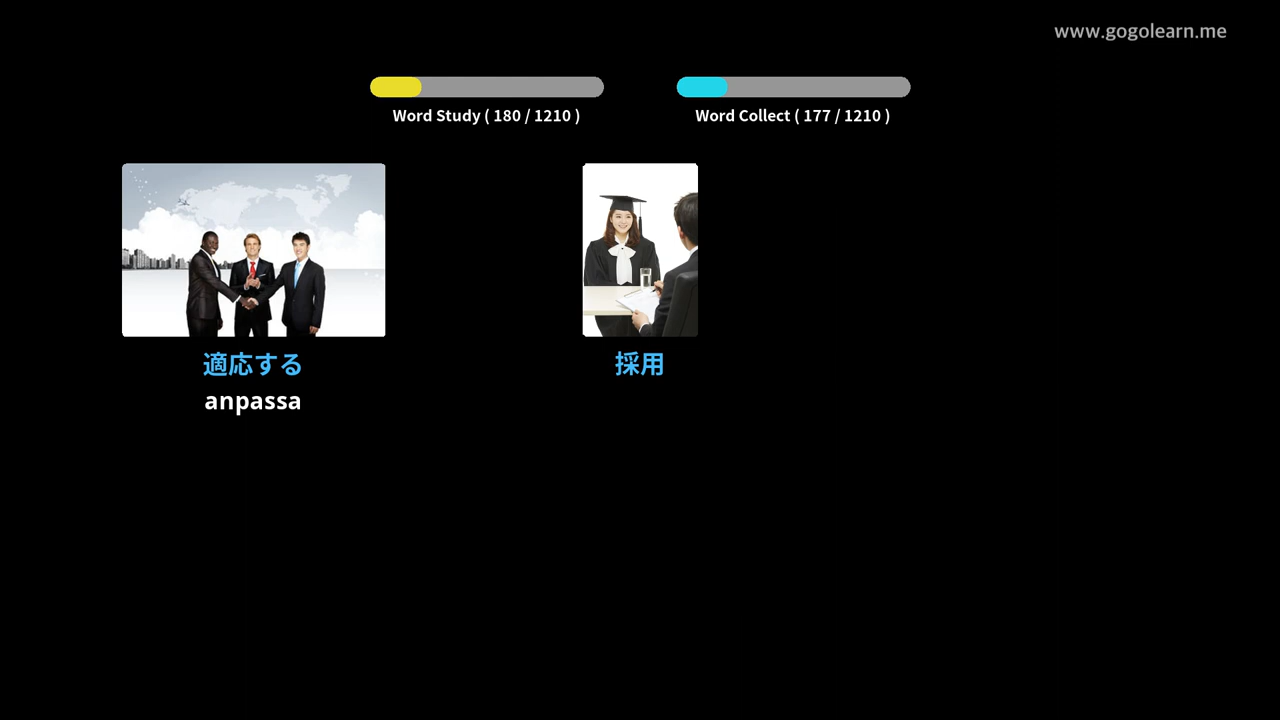 www.gogolearn.me
Word Study ( 180 / 1210 )
Word Collect ( 177 / 1210 )
適応する
anpassa
採用